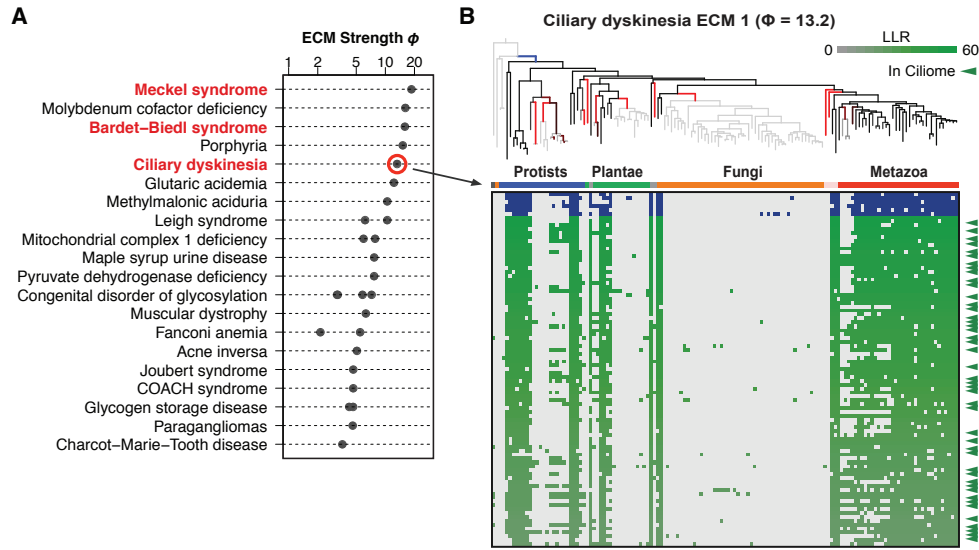 A
ECM Strength ϕ
1 2 5 10 20
Meckel syndrome
Molybdenum cofactor deficiency
Bardet–Biedl syndrome
Porphyria
Ciliary dyskinesia
Glutaric acidemia
Methylmalonic aciduria
Leigh syndrome
Mitochondrial complex 1 deficiency
Maple syrup urine disease
Pyruvate dehydrogenase deficiency
Congenital disorder of glycosylation
Muscular dystrophy
Fanconi anemia
Acne inversa
Joubert syndrome
COACH syndrome
Glycogen storage disease
Paragangliomas
Charcot–Marie–Tooth disease
B
Ciliary dyskinesia ECM 1 (Φ = 13.2)
LLR
0 60
In Ciliome
Protists Plantae Fungi Metazoa